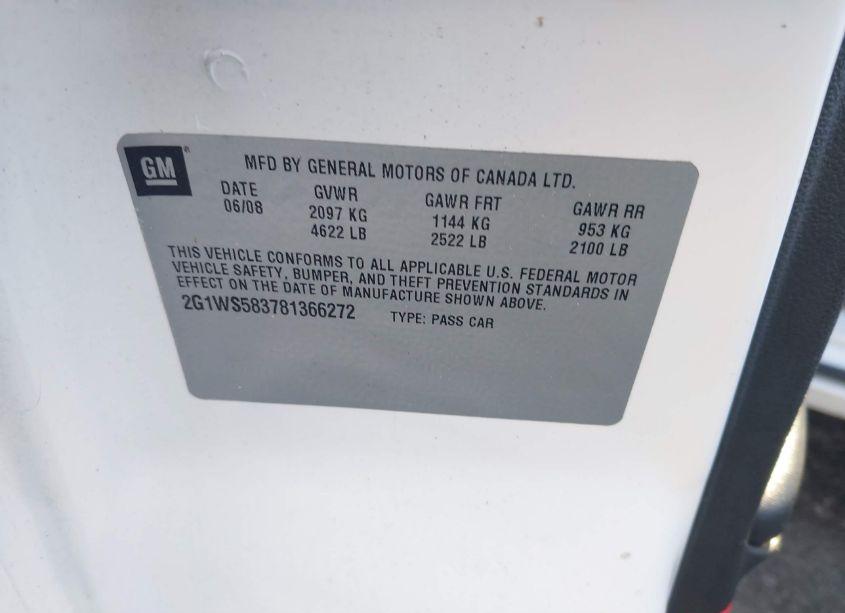 GM
MFD BY GENERAL MOTORS OF CANADA LTD.
DATE GVWR GAWR FRT GAWR RR
06/08 2097 KG 1144 KG 953 KG
4622 LB 2522 LB 2100 LB
THIS VEHICLE CONFORMS TO ALL APPLICABLE U.S. FEDERAL MOTOR
VEHICLE SAFETY, BUMPER, AND THEFT PREVENTION STANDARDS IN
EFFECT ON THE DATE OF MANUFACTURE SHOWN ABOVE.
2G1WS583781366272 TYPE: PASS CAR